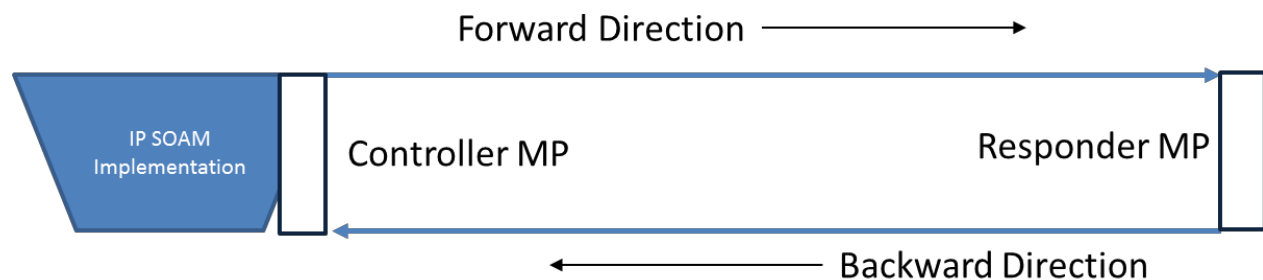 Forward Direction
IP SOAM
Implementation
Controller MP
Responder MP
Backward Direction